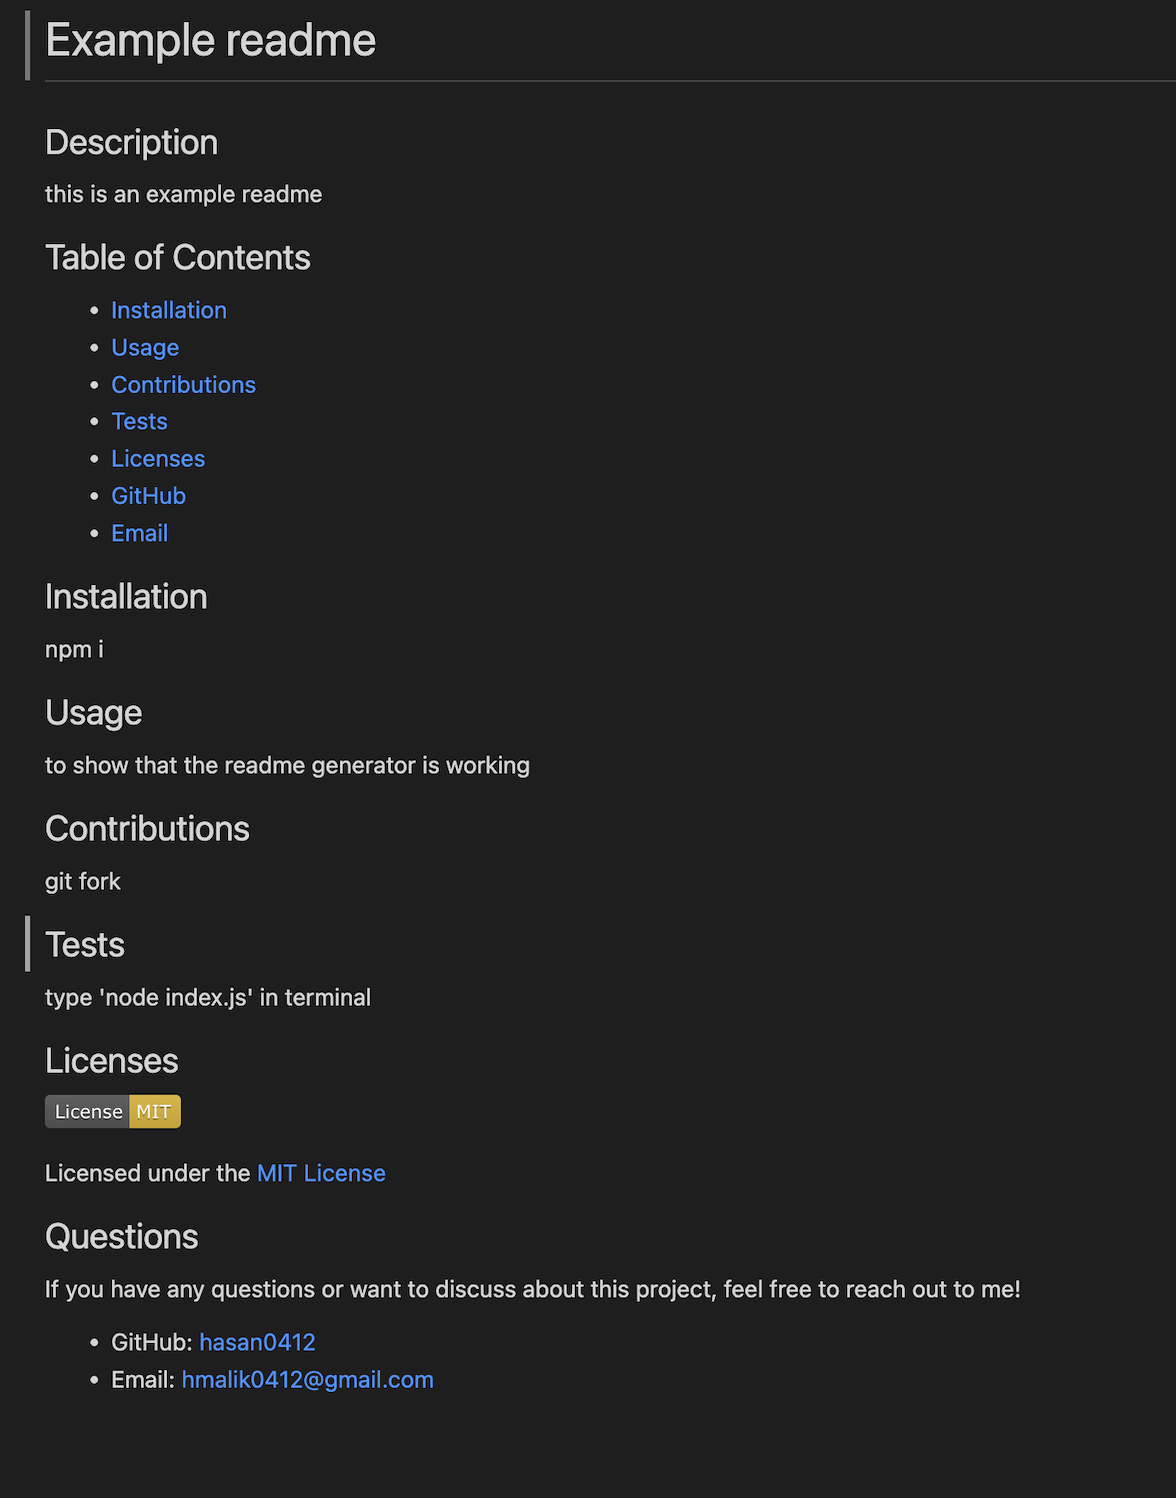 Example readme
Description
this is an example readme
Table of Contents
• Installation
• Usage
• Contributions
• Tests
• Licenses
• GitHub
• Email
Installation
npm i
Usage
to show that the readme generator is working
Contributions
git fork
Tests
type 'node index.js' in terminal
Licenses
License MIT
Licensed under the MIT License
Questions
If you have any questions or want to discuss about this project, feel free to reach out to me!
• GitHub: hasan0412
• Email: hmalik0412@gmail.com